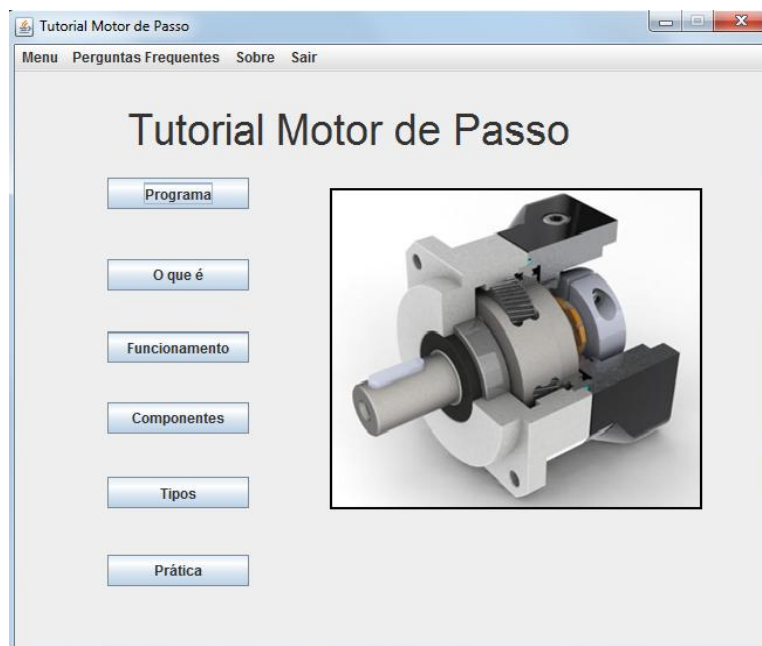 Tutorial Motor de Passo
Menu Perguntas Frequentes Sobre Sair
Tutorial Motor de Passo
Programa
O que é
Funcionamento
Componentes
Tipos
Prática